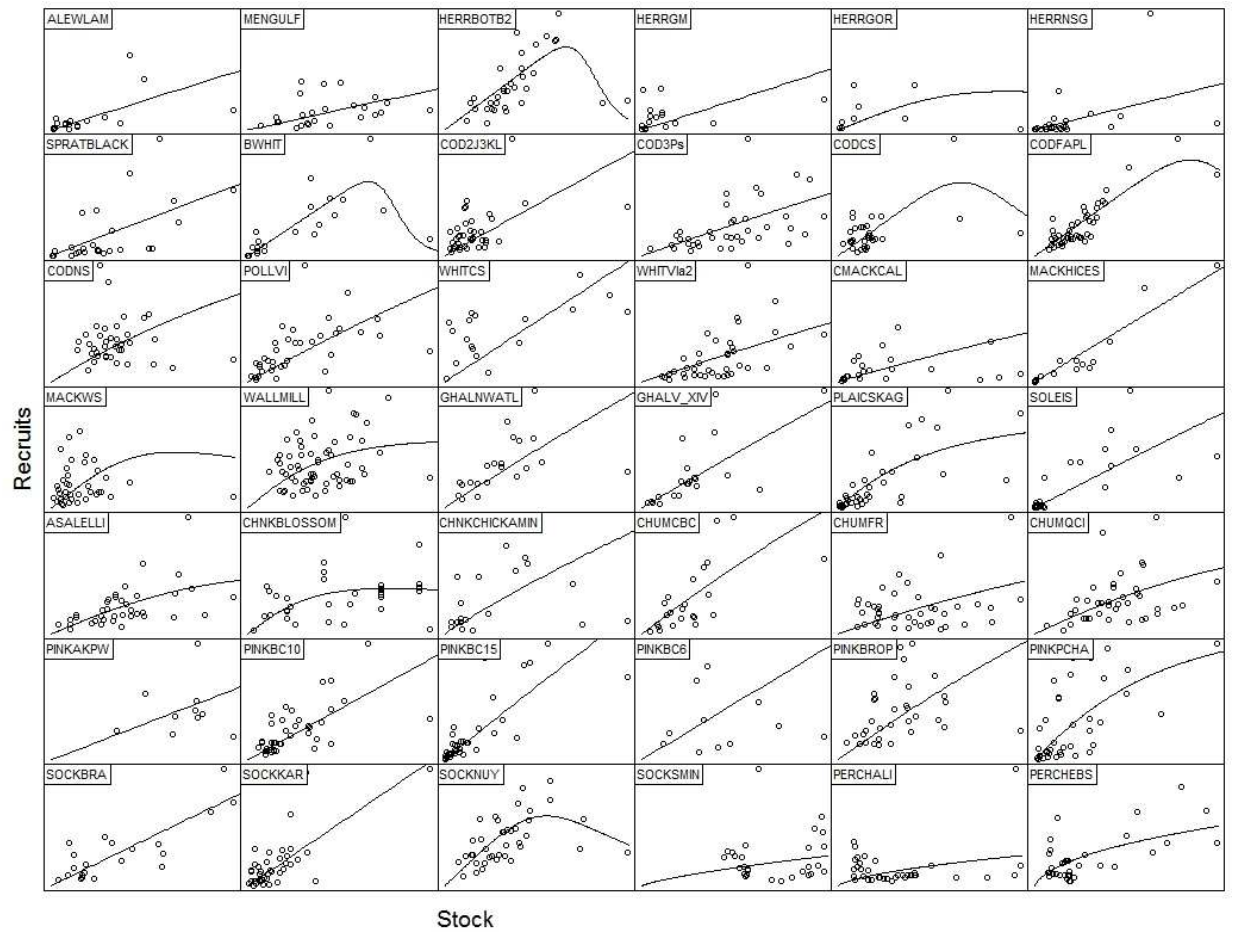 ALEWLAM MENGULF HERRBOTB2 HERRGM HERRGOR HERRNSG
SPRATBLACK BWHIT COD2J3KL COD3Ps CODCS CODFAPL
CODNS POLLVI WHITCS WHITVIa2 CMACKCAL MACKHICES
MACKWS WALLMILL GHALNWATL GHALV_XIV PLAICSKAG SOLEIS
Recruits
ASALELLI CHNKBLOSSOM CHNKCHICKAMIN CHUMCBC CHUMFR CHUMQCI
PINKAKPW PINKBC10 PINKBC15 PINKBC6 PINKBROP PINKPCHA
SOCKBRA SOCKKAR SOCKNUY SOCKSMIN PERCHALI PERCHEBS
Stock